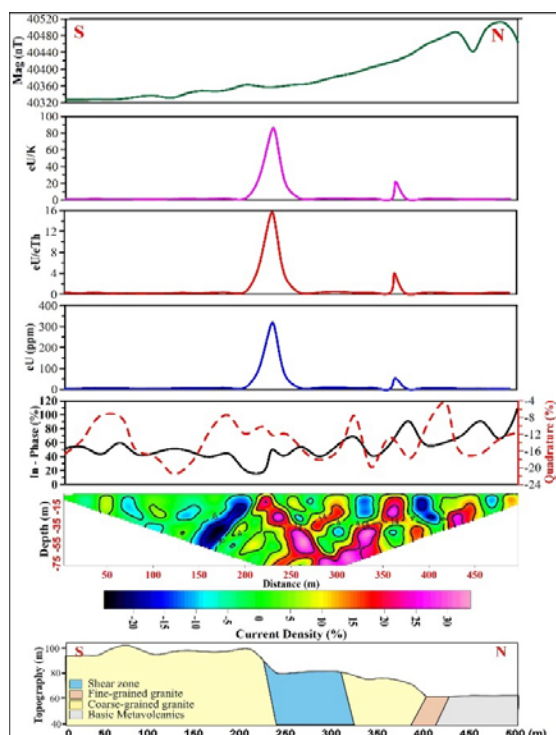 S N
Mag (nT)
40520
40480
40440
40400
40360
40320
eU/K
100
80
60
40
20
0
eU/eTh
16
12
8
4
0
eU (ppm)
400
300
200
100
0
In - Phase (%)
120
100
80
60
40
20
0
Quadrature (%)
-4
-8
-12
-16
-20
-24
Depth (m)
-15
-35
-55
-75
50 100 150 200 250 300 350 400 450
Distance (m)
-20 -15 -10 -5 0 5 10 15 20 25 30
Current Density (%)
S N
Topography (m)
100
80
60
40
Shear zone
Fine-grained granite
Coarse-grained granite
Basic Metavolcanics
0 50 100 150 200 250 300 350 400 450 500 (m)